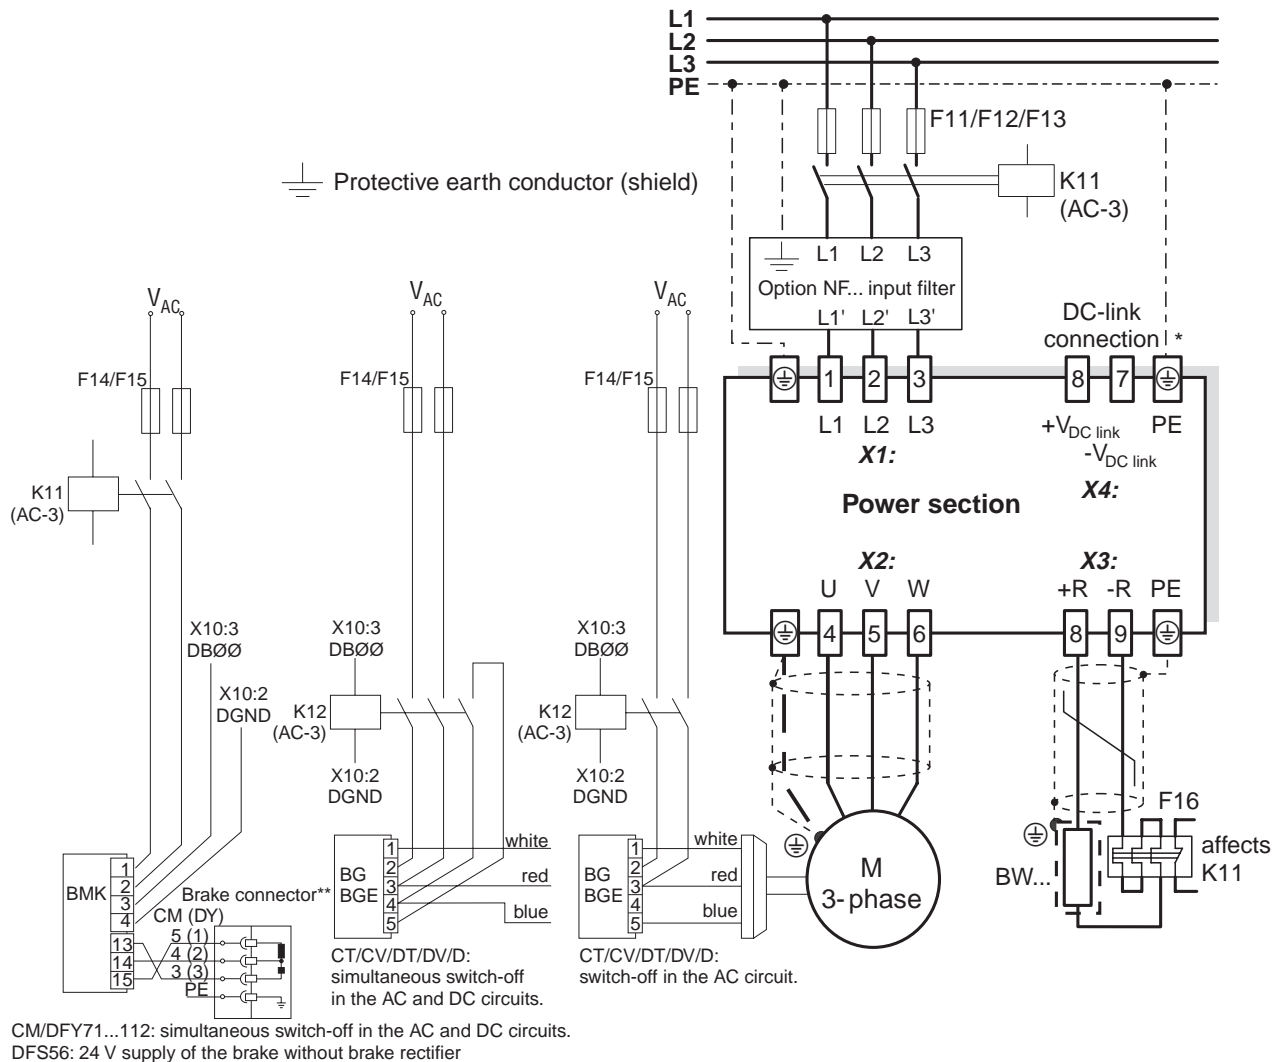 L1
L2
L3
PE
F11/F12/F13
Protective earth conductor (shield)
K11
(AC-3)
L1 L2 L3
Option NF... input filter
L1' L2' L3'
DC-link
connection *
VAC
VAC
VAC
F14/F15
F14/F15
F14/F15
1 2 3
8 7
L1 L2 L3
X1:
+VDC link PE
-VDC link
X4:
Power section
K11
(AC-3)
X2:
X3:
U V W
+R -R PE
4 5 6
8 9
X10:3
DBØØ
X10:2
DGND
X10:3
DBØØ
K12
(AC-3)
X10:2
DGND
X10:3
DBØØ
K12
(AC-3)
X10:2
DGND
F16
affects
K11
BW...
M
3-phase
BMK
1
2
3
4
13
14
15
Brake connector**
CM (DY)
5 (1)
4 (2)
3 (3)
PE
BG
BGE
1
2
3
4
5
white
red
blue
BG
BGE
1
2
3
4
5
white
red
blue
CT/CV/DT/DV/D:
simultaneous switch-off
in the AC and DC circuits.
CT/CV/DT/DV/D:
switch-off in the AC circuit.
CM/DFY71...112: simultaneous switch-off in the AC and DC circuits.
DFS56: 24 V supply of the brake without brake rectifier